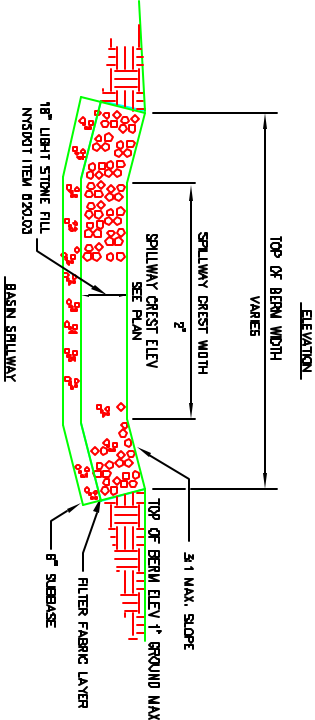 ELEVATION
TOP OF BERM WIDTH
VARIES
SPILLWAY CREST WIDTH
2'
SPILLWAY CREST ELEV
SEE PLAN
18" LIGHT STONE FILL
NYSDOT ITEM 620.03
3:1 MAX. SLOPE
TOP OF BERM ELEV 1' GROUND MAX
FILTER FABRIC LAYER
6" SUBBASE
BASIN SPILLWAY